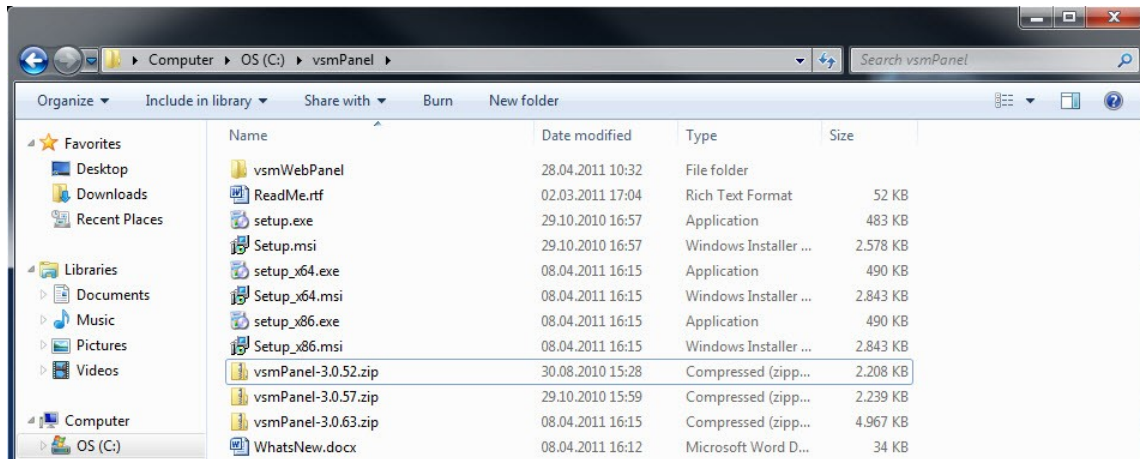 Computer OS (C:) vsmPanel Search vsmPanel
Organize Include in library Share with Burn New folder
Favorites
Desktop
Downloads
Recent Places
Libraries
Documents
Music
Pictures
Videos
Computer
OS (C:)
Name Date modified Type Size
vsmWebPanel 28.04.2011 10:32 File folder
ReadMe.rtf 02.03.2011 17:04 Rich Text Format 52 KB
setup.exe 29.10.2010 16:57 Application 483 KB
Setup.msi 29.10.2010 16:57 Windows Installer ... 2.578 KB
setup_x64.exe 08.04.2011 16:15 Application 490 KB
Setup_x64.msi 08.04.2011 16:15 Windows Installer ... 2.843 KB
setup_x86.exe 08.04.2011 16:15 Application 490 KB
Setup_x86.msi 08.04.2011 16:15 Windows Installer ... 2.843 KB
vsmPanel-3.0.52.zip 30.08.2010 15:28 Compressed (zipp... 2.208 KB
vsmPanel-3.0.57.zip 29.10.2010 15:59 Compressed (zipp... 2.239 KB
vsmPanel-3.0.63.zip 08.04.2011 16:15 Compressed (zipp... 4.967 KB
WhatsNew.docx 08.04.2011 16:12 Microsoft Word D... 34 KB